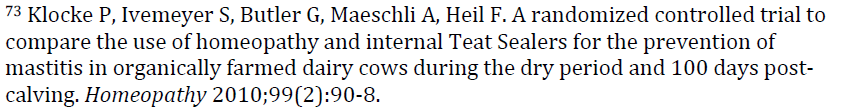 73 Klocke P, Ivemeyer S, Butler G, Maeschli A, Heil F. A randomized controlled trial to
compare the use of homeopathy and internal Teat Sealers for the prevention of
mastitis in organically farmed dairy cows during the dry period and 100 days post-
calving. Homeopathy 2010;99(2):90-8.